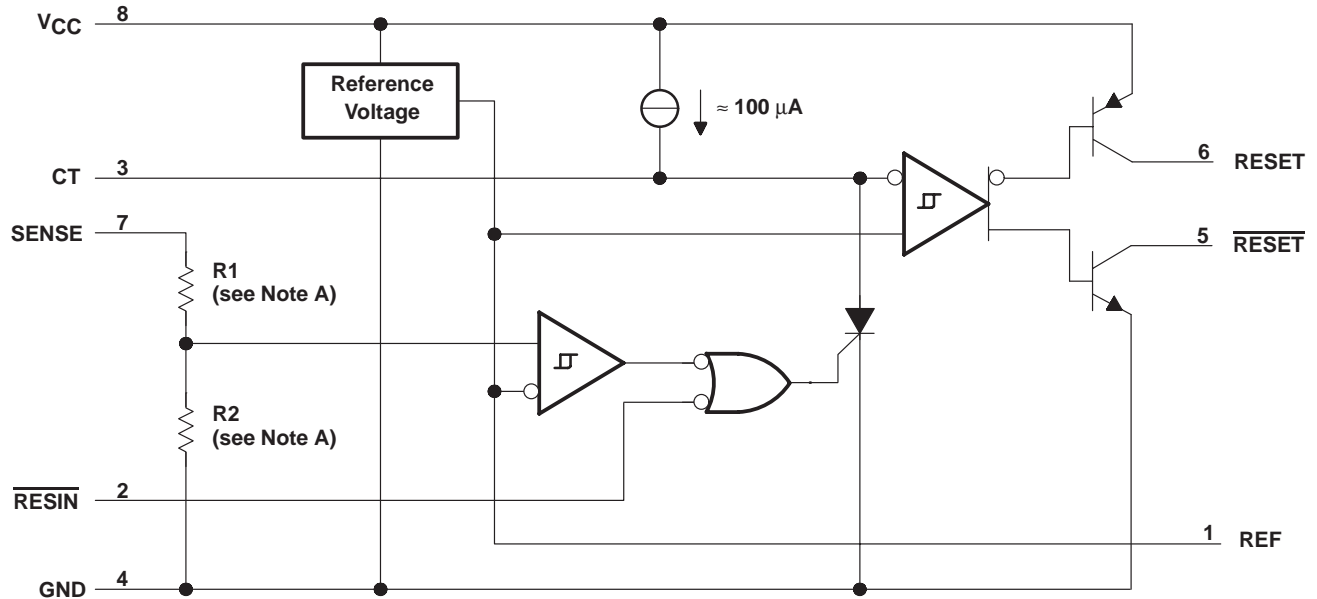 VCC 8
Reference
Voltage
≈ 100 μA
CT 3
6 RESET
SENSE 7
5 RESET
R1
(see Note A)
R2
(see Note A)
RESIN 2
1 REF
GND 4